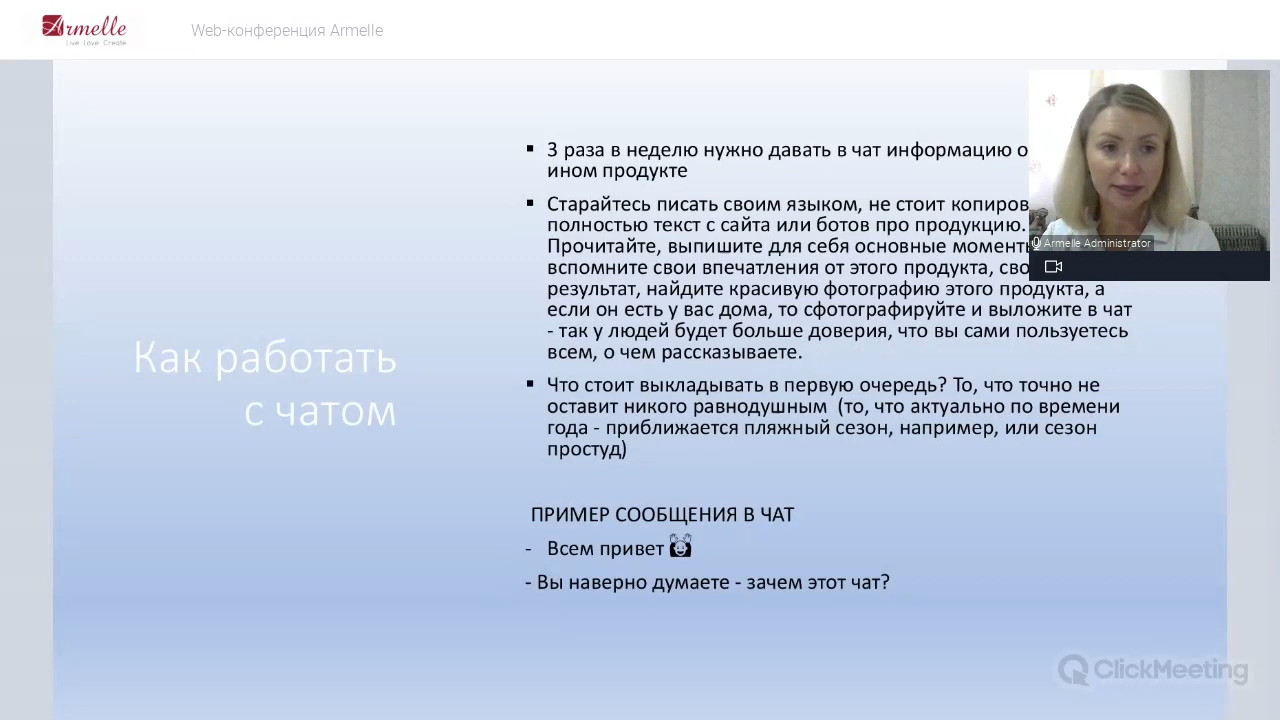 Armelle
Live Love Create
Web-конференция Armelle
3 раза в неделю нужно давать в чат информацию о
ином продукте
Старайтесь писать своим языком, не стоит копиров
полностью текст с сайта или ботов про продукцию.
Прочитайте, выпишите для себя основные моменты
вспомните свои впечатления от этого продукта, сво
результат, найдите красивую фотографию этого продукта, а
если он есть у вас дома, то сфотографируйте и выложите в чат
- так у людей будет больше доверия, что вы сами пользуетесь
всем, о чем рассказываете.
Что стоит выкладывать в первую очередь? То, что точно не
оставит никого равнодушным (то, что актуально по времени
года - приближается пляжный сезон, например, или сезон
простуд)
Как работать
с чатом
ПРИМЕР СООБЩЕНИЯ В ЧАТ
- Всем привет 🙌
- Вы наверно думаете - зачем этот чат?
Armelle Administrator
ClickMeeting